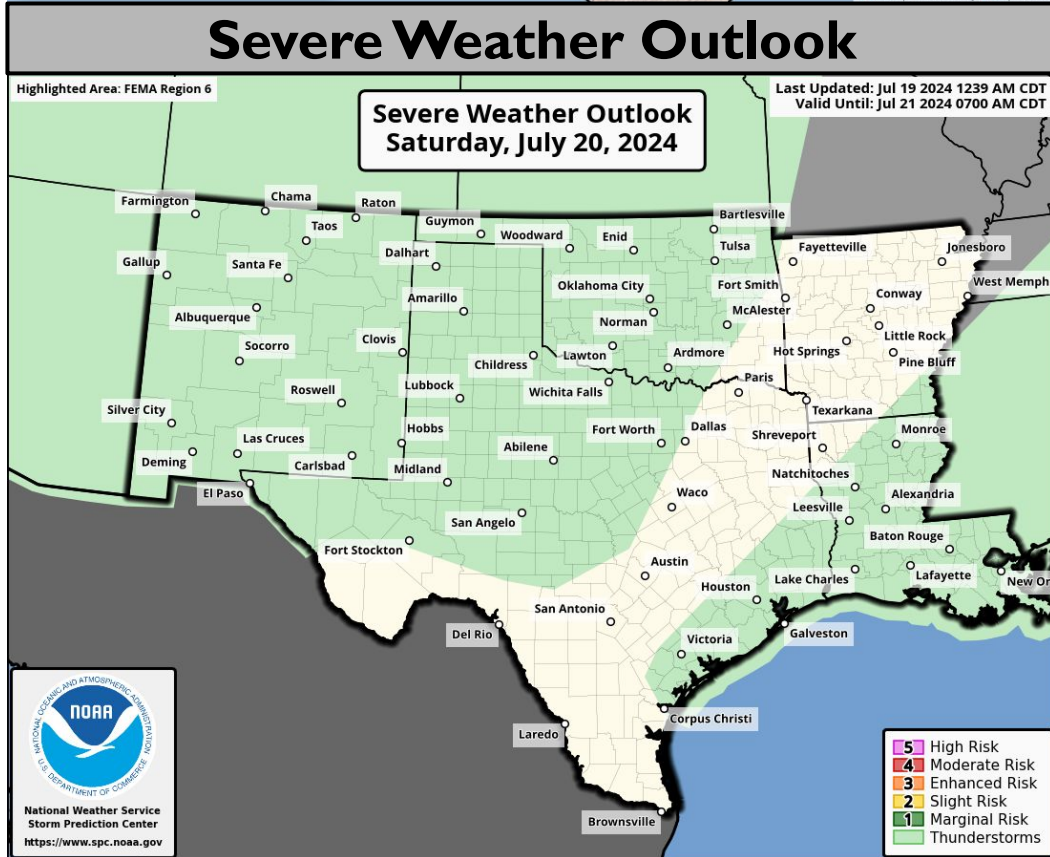 Severe Weather Outlook
Highlighted Area: FEMA Region 6
Last Updated: Jul 19 2024 1239 AM CDT
Valid Until: Jul 21 2024 0700 AM CDT
Severe Weather Outlook
Saturday, July 20, 2024
Farmington
Chama
Raton
Taos
Guymon
Woodward
Enid
Bartlesville
Tulsa
Fayetteville
Jonesboro
Gallup
Santa Fe
Dalhart
Oklahoma City
Fort Smith
West Memph
Albuquerque
Amarillo
Norman
McAlester
Conway
Socorro
Clovis
Childress
Lawton
Ardmore
Hot Springs
Little Rock
Pine Bluff
Roswell
Lubbock
Wichita Falls
Paris
Texarkana
Silver City
Las Cruces
Hobbs
Abilene
Fort Worth
Dallas
Shreveport
Monroe
Deming
Carlsbad
Midland
Natchitoches
El Paso
San Angelo
Waco
Leesville
Alexandria
Fort Stockton
Austin
Baton Rouge
Houston
Lake Charles
Lafayette
New Or
Del Rio
San Antonio
Victoria
Galveston
Laredo
Corpus Christi
Brownsville
NATIONAL OCEANIC AND ATMOSPHERIC ADMINISTRATION
NOAA
U.S. DEPARTMENT OF COMMERCE
National Weather Service
Storm Prediction Center
https://www.spc.noaa.gov
5 High Risk
4 Moderate Risk
3 Enhanced Risk
2 Slight Risk
1 Marginal Risk
Thunderstorms